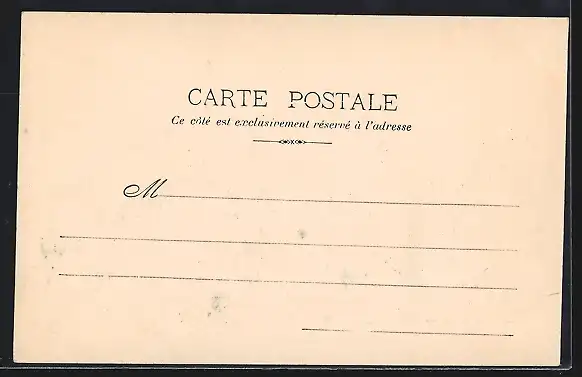 CARTE POSTALE
Ce côté est exclusivement réservé à l'adresse
M